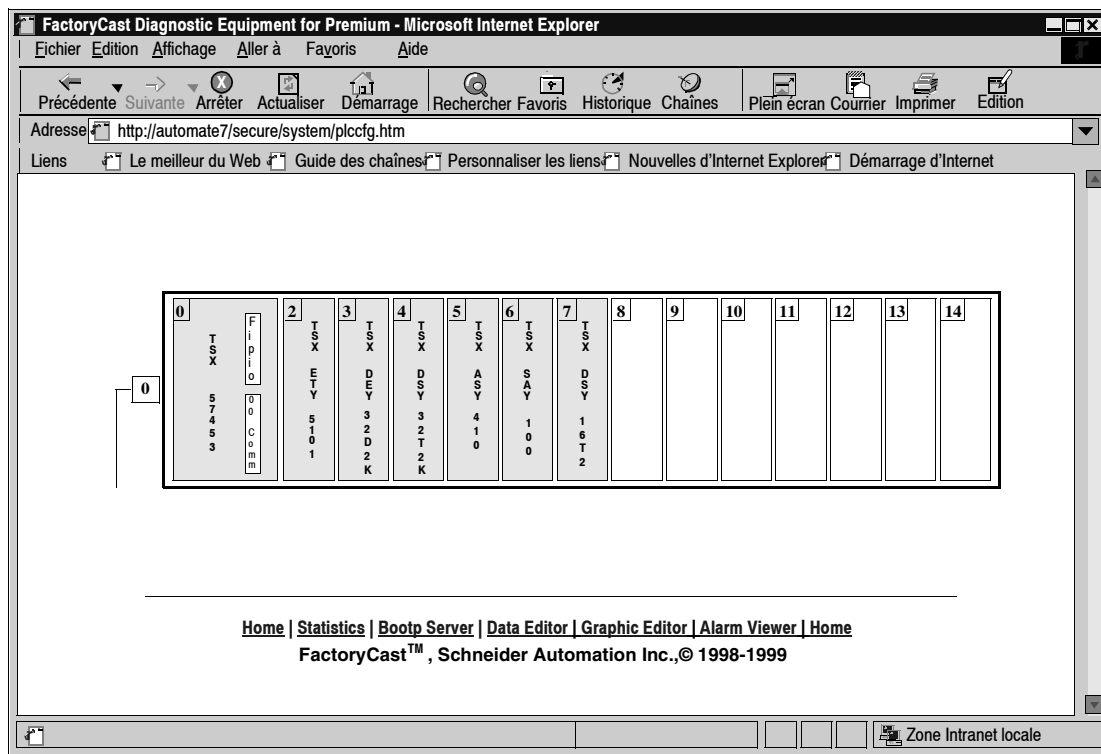 FactoryCast Diagnostic Equipment for Premium - Microsoft Internet Explorer
Fichier Edition Affichage Aller à Favoris Aide
Précédente Suivante Arrêter Actualiser Démarrage Rechercher Favoris Historique Chaînes Plein écran Courrier Imprimer Edition
Adresse http://automate7/secure/system/plccfg.htm
Liens Le meilleur du Web Guide des chaînes Personnaliser les liens Nouvelles d'Internet Explorer Démarrage d'Internet
0
0
TSX 57453
Fipio
00 Comm
2
TSX ETY 5101
3
TSX DEY 32D2K
4
TSX DSY 32T2K
5
TSX ASY 410
6
TSX SAY 100
7
TSX DSY 16T2
8
9
10
11
12
13
14
Home | Statistics | Bootp Server | Data Editor | Graphic Editor | Alarm Viewer | Home
FactoryCast™ , Schneider Automation Inc.,© 1998-1999
Zone Intranet locale